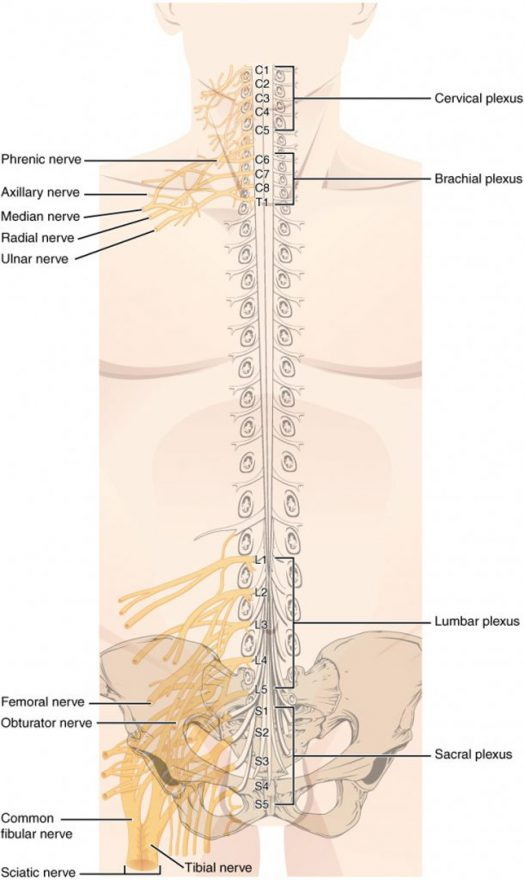 C1
C2
C3
C4
C5
Cervical plexus
C6
C7
C8
T1
Brachial plexus
Phrenic nerve
Axillary nerve
Median nerve
Radial nerve
Ulnar nerve
L1
L2
L3
L4
L5
Lumbar plexus
S1
S2
S3
S4
S5
Sacral plexus
Femoral nerve
Obturator nerve
Common
fibular nerve
Tibial nerve
Sciatic nerve